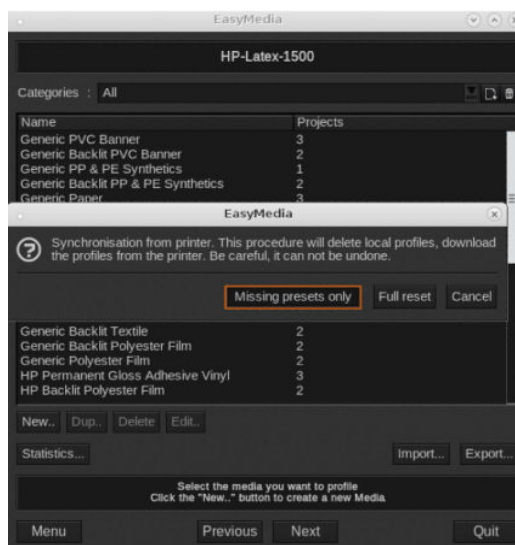 EasyMedia
HP-Latex-1500
Categories : All
Name Projects
Generic PVC Banner 3
Generic Backlit PVC Banner 2
Generic PP & PE Synthetics 1
Generic Backlit PP & PE Synthetics 2
Generic Paper 3
EasyMedia
Synchronisation from printer. This procedure will delete local profiles, download
the profiles from the printer. Be careful, it can not be undone.
Missing presets only Full reset Cancel
Generic Backlit Textile 2
Generic Backlit Polyester Film 2
Generic Polyester Film 2
HP Permanent Gloss Adhesive Vinyl 3
HP Backlit Polyester Film 2
New.. Dup.. Delete Edit..
Statistics... Import... Export...
Select the media you want to profile
Click the "New.." button to create a new Media
Menu Previous Next Quit